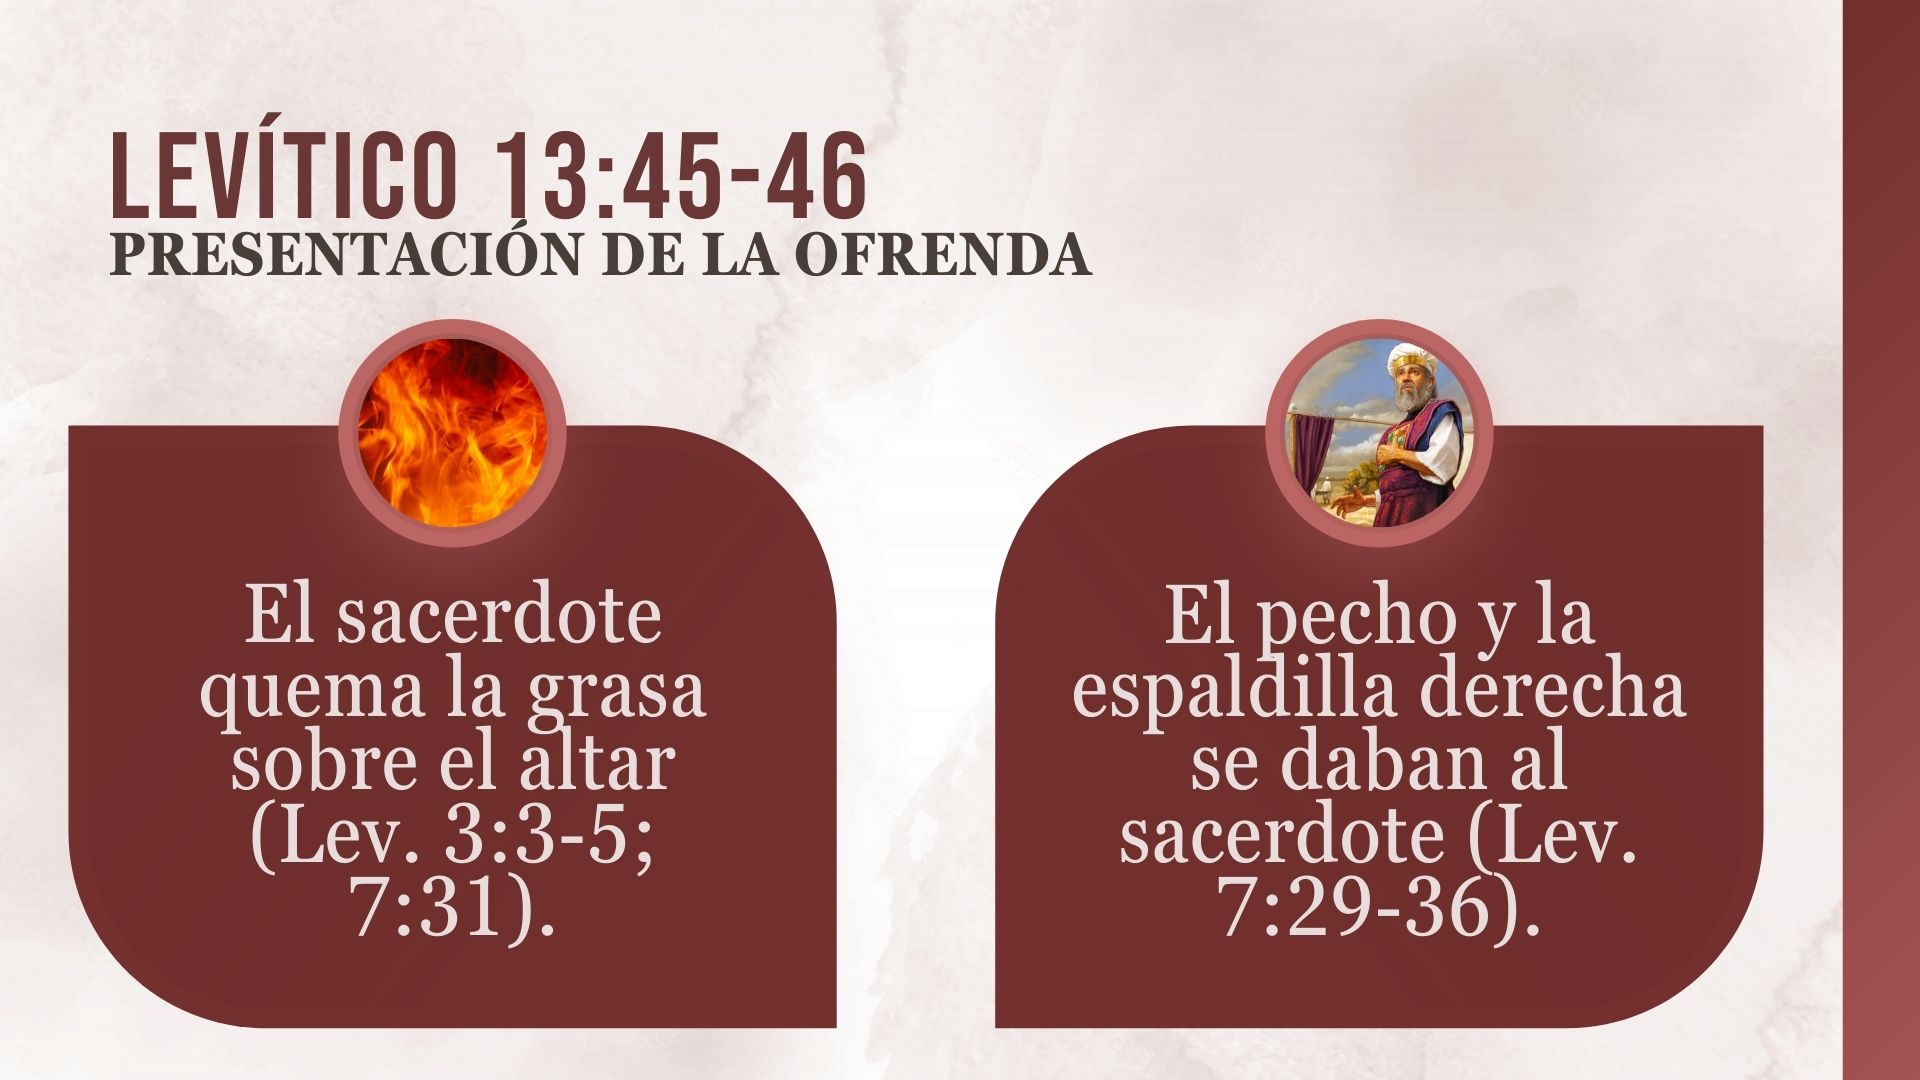 LEVÍTICO 13:45-46
PRESENTACIÓN DE LA OFRENDA
El sacerdote
quema la grasa
sobre el altar
(Lev. 3:3-5;
7:31).
El pecho y la
espaldilla derecha
se daban al
sacerdote (Lev.
7:29-36).